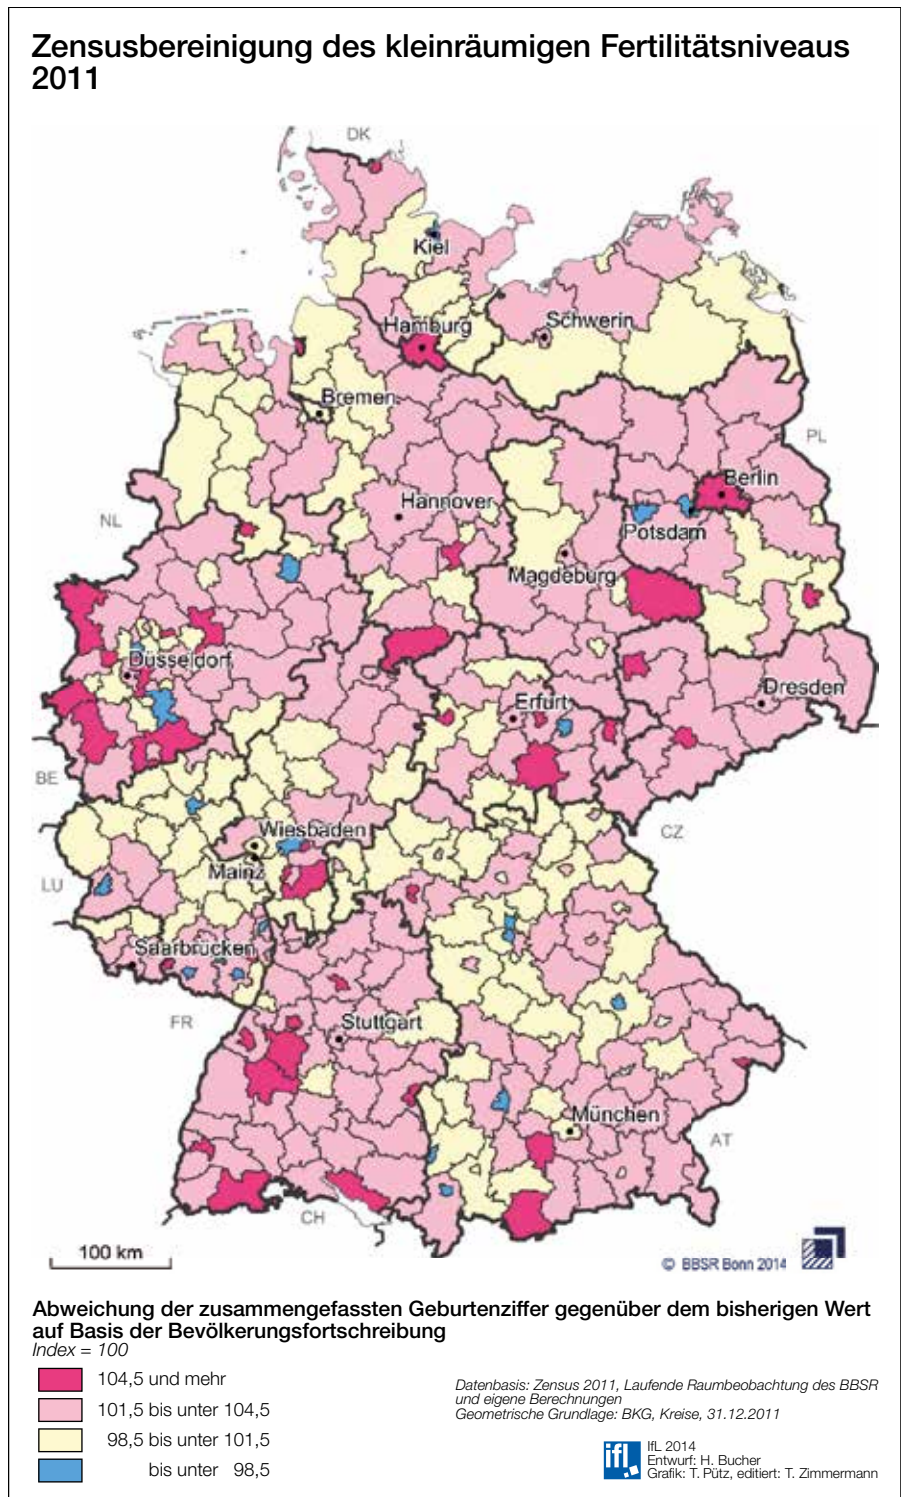 Zensusbereinigung des kleinräumigen Fertilitätsniveaus
2011
DK
Kiel
Hamburg
Schwerin
Bremen
PL
Berlin
Hannover
NL
Potsdam
Magdeburg
Düsseldorf
Dresden
Erfurt
BE
Wiesbaden
CZ
Mainz
LU
Saarbrücken
FR
Stuttgart
München
AT
CH
100 km
© BBSR Bonn 2014
Abweichung der zusammengefassten Geburtenziffer gegenüber dem bisherigen Wert
auf Basis der Bevölkerungsfortschreibung
Index = 100
104,5 und mehr
101,5 bis unter 104,5
98,5 bis unter 101,5
bis unter 98,5
Datenbasis: Zensus 2011, Laufende Raumbeobachtung des BBSR
und eigene Berechnungen
Geometrische Grundlage: BKG, Kreise, 31.12.2011
ifl
IfL 2014
Entwurf: H. Bucher
Grafik: T. Pütz, editiert: T. Zimmermann